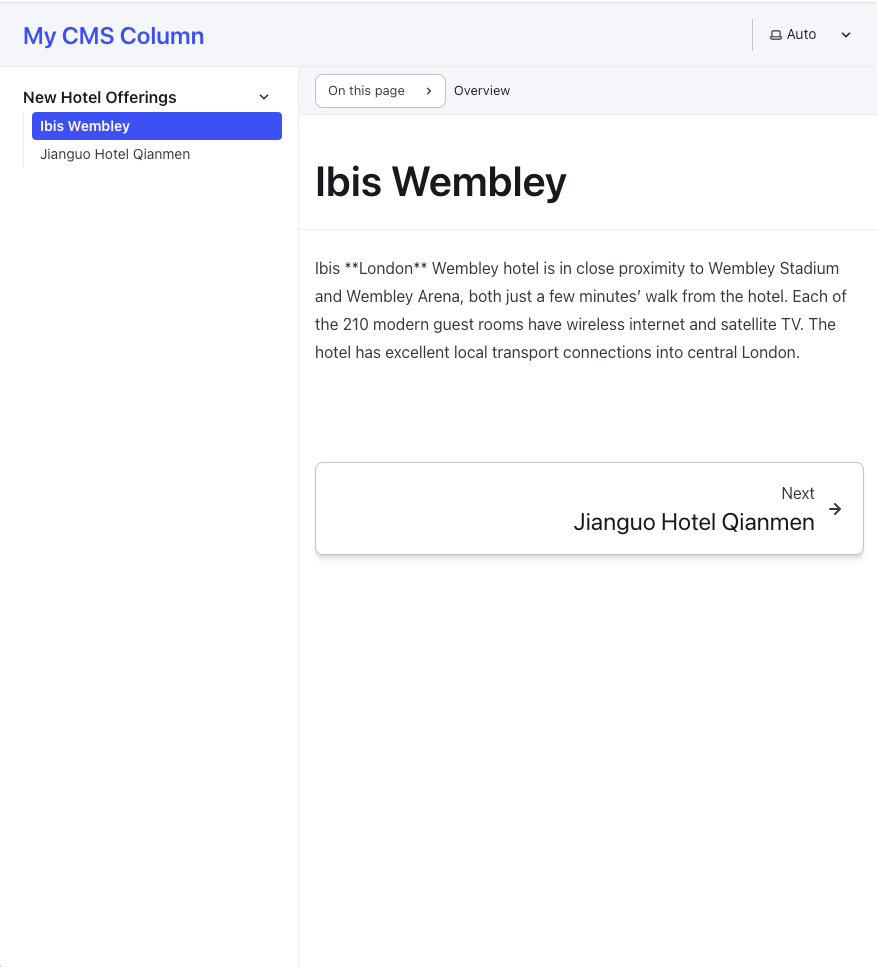 My CMS Column
Auto
New Hotel Offerings
Ibis Wembley
Jianguo Hotel Qianmen
On this page
Overview
Ibis Wembley
Ibis **London** Wembley hotel is in close proximity to Wembley Stadium
and Wembley Arena, both just a few minutes’ walk from the hotel. Each of
the 210 modern guest rooms have wireless internet and satellite TV. The
hotel has excellent local transport connections into central London.
Next
Jianguo Hotel Qianmen